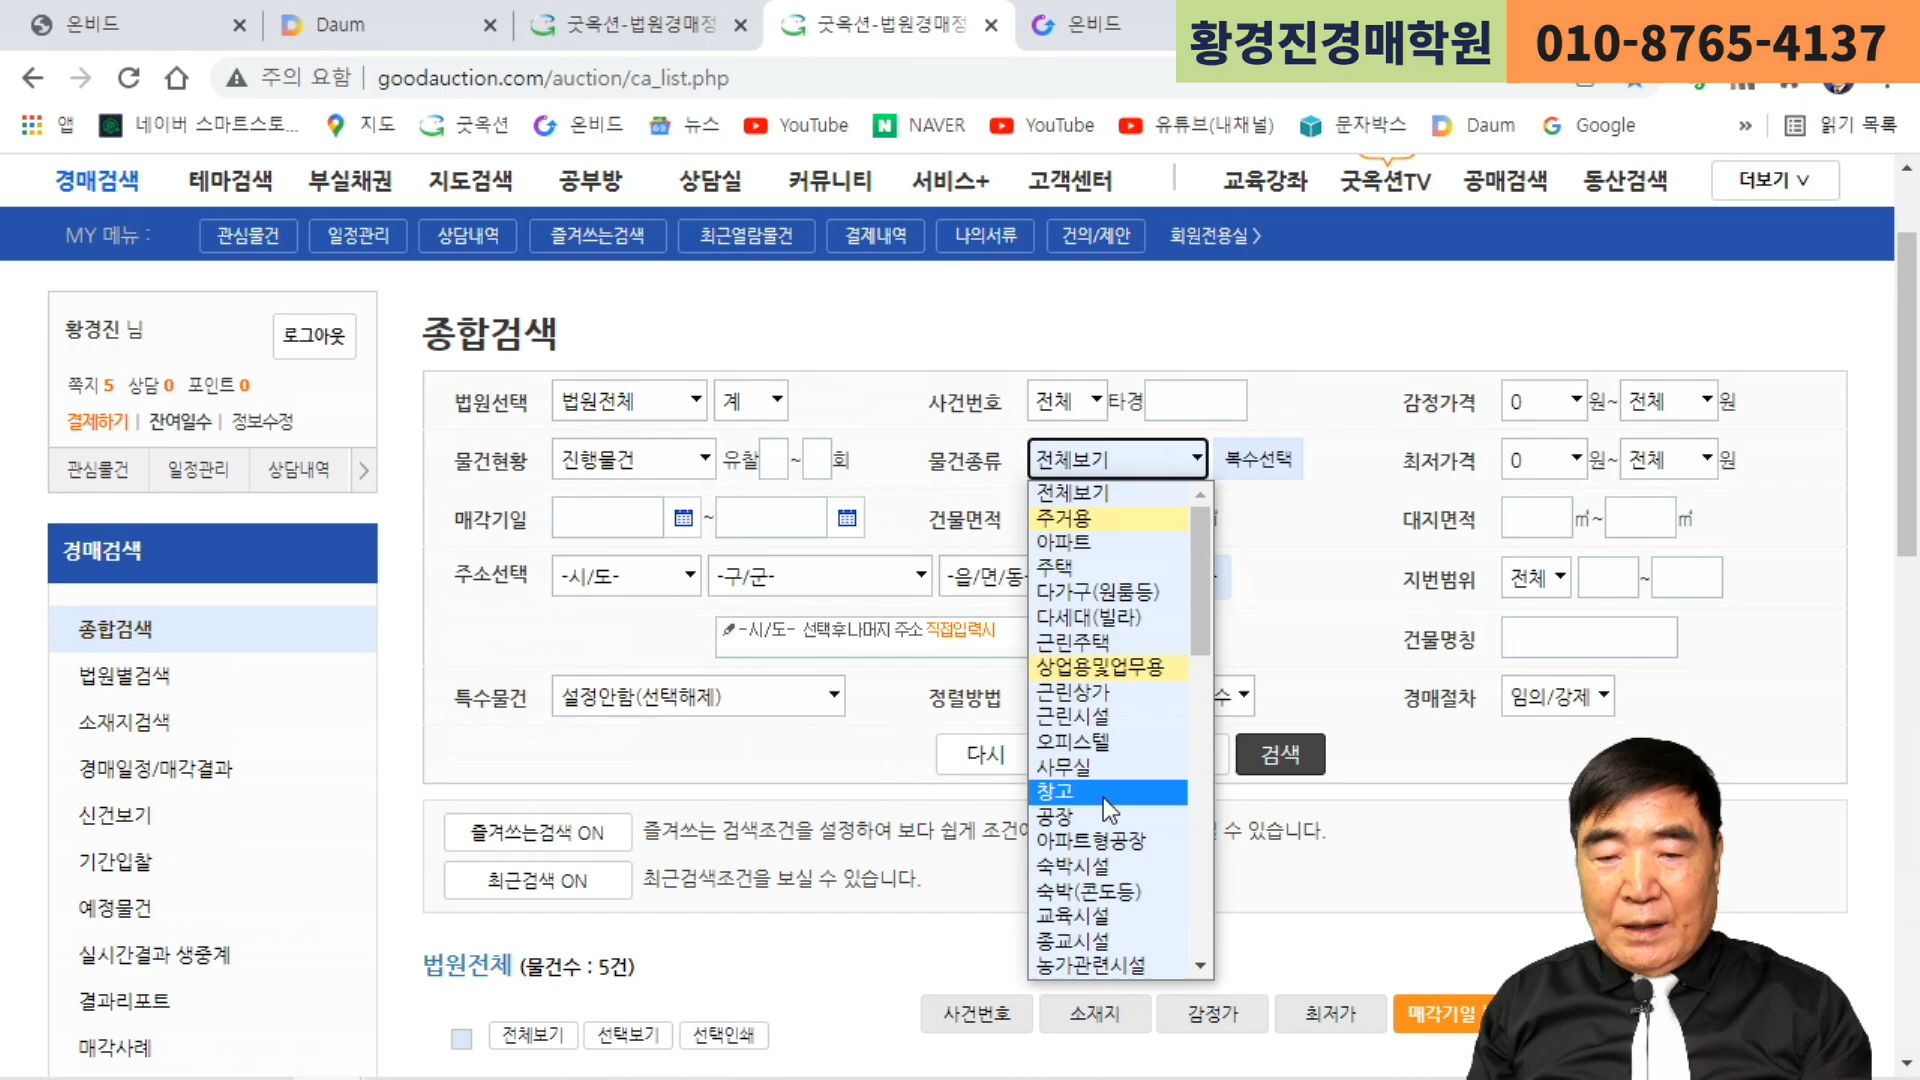 온비드
Daum
굿옥션-법원경매정
굿옥션-법원경매정
온비드
황경진경매학원
010-8765-4137
주의 요함
goodauction.com/auction/ca_list.php
앱
네이버 스마트스토...
지도
굿옥션
온비드
뉴스
YouTube
NAVER
YouTube
유튜브(내채널)
문자박스
Daum
Google
»
읽기 목록
경매검색
테마검색
부실채권
지도검색
공부방
상담실
커뮤니티
서비스+
고객센터
교육강좌
굿옥션TV
공매검색
동산검색
더보기 ∨
MY 메뉴 :
관심물건
일정관리
상담내역
즐겨쓰는검색
최근열람물건
결제내역
나의서류
건의/제안
회원전용실 >
황경진 님
로그아웃
쪽지 5 상담 0 포인트 0
결제하기 | 잔여일수 | 정보수정
관심물건
일정관리
상담내역
>
경매검색
종합검색
법원별검색
소재지검색
경매일정/매각결과
신건보기
기간입찰
예정물건
실시간결과 생중계
결과리포트
매각사례
종합검색
법원선택 법원전체 계
사건번호 전체 타경
감정가격 0 원~ 전체 원
물건현황 진행물건 유찰 ~ 회
물건종류 전체보기 복수선택
최저가격 0 원~ 전체 원
매각기일 ~
건물면적
대지면적 ㎡~ ㎡
주소선택 -시/도- -구/군- -읍/면/동-
지번범위 전체 ~
-시/도- 선택후 나머지 주소 직접입력시
건물명칭
특수물건 설정안함(선택해제)
정렬방법 수
경매절차 임의/강제
다시
검색
전체보기
주거용
아파트
주택
다가구(원룸등)
다세대(빌라)
근린주택
상업용및업무용
근린상가
근린시설
오피스텔
사무실
창고
공장
아파트형공장
숙박시설
숙박(콘도등)
교육시설
종교시설
농가관련시설
즐겨쓰는검색 ON
즐겨쓰는 검색조건을 설정하여 보다 쉽게 조건 수 있습니다.
최근검색 ON
최근검색조건을 보실 수 있습니다.
법원전체 (물건수 : 5건)
사건번호
소재지
감정가
최저가
매각기일
전체보기
선택보기
선택인쇄